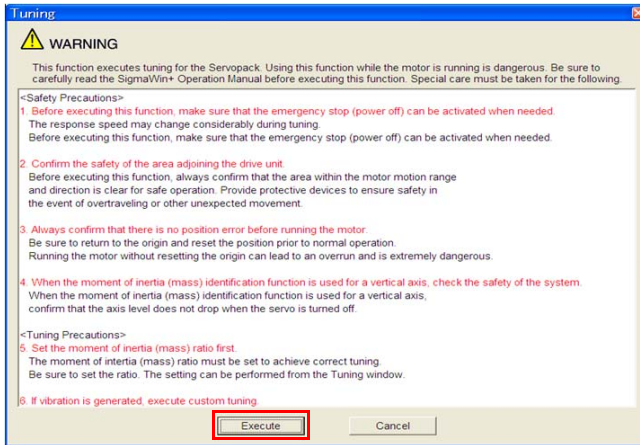 Tuning
WARNING
This function executes tuning for the Servopack. Using this function while the motor is running is dangerous. Be sure to
carefully read the SigmaWin+ Operation Manual before executing this function. Special care must be taken for the following.
<Safety Precautions>
1. Before executing this function, make sure that the emergency stop (power off) can be activated when needed.
The response speed may change considerably during tuning.
Before executing this function, make sure that the emergency stop (power off) can be activated when needed.
2. Confirm the safety of the area adjoining the drive unit.
Before executing this function, always confirm that the area within the motor motion range
and direction is clear for safe operation. Provide protective devices to ensure safety in
the event of overtraveling or other unexpected movement.
3. Always confirm that there is no position error before running the motor.
Be sure to return to the origin and reset the position prior to normal operation.
Running the motor without resetting the origin can lead to an overrun and is extremely dangerous.
4. When the moment of inertia (mass) identification function is used for a vertical axis, check the safety of the system.
When the moment of inertia (mass) identification function is used for a vertical axis,
confirm that the axis level does not drop when the servo is turned off.
<Tuning Precautions>
5. Set the moment of inertia (mass) ratio first.
The moment of intertia (mass) ratio must be set to achieve correct tuning.
Be sure to set the ratio. The setting can be performed from the Tuning window.
6. If vibration is generated, execute custom tuning.
Execute
Cancel